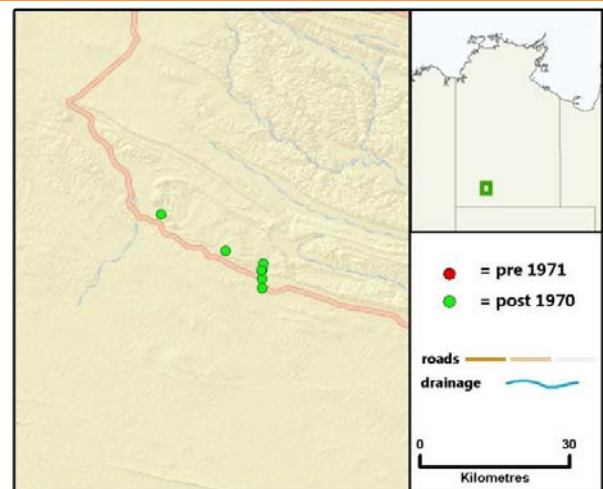 = pre 1971
= post 1970
roads
drainage
0 30
Kilometres